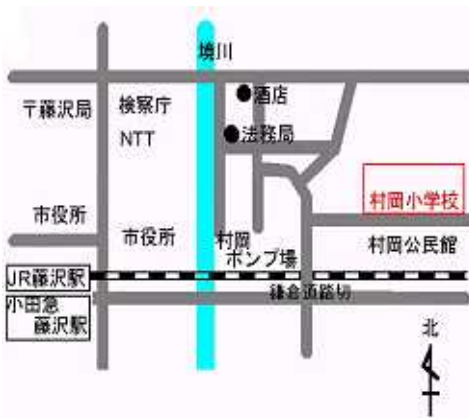 境川
酒店
〒藤沢局
検察庁
NTT
法務局
村岡小学校
市役所
市役所
村岡
ポンプ場
村岡公民館
JR藤沢駅
鎌倉道踏切
小田急
藤沢駅
北